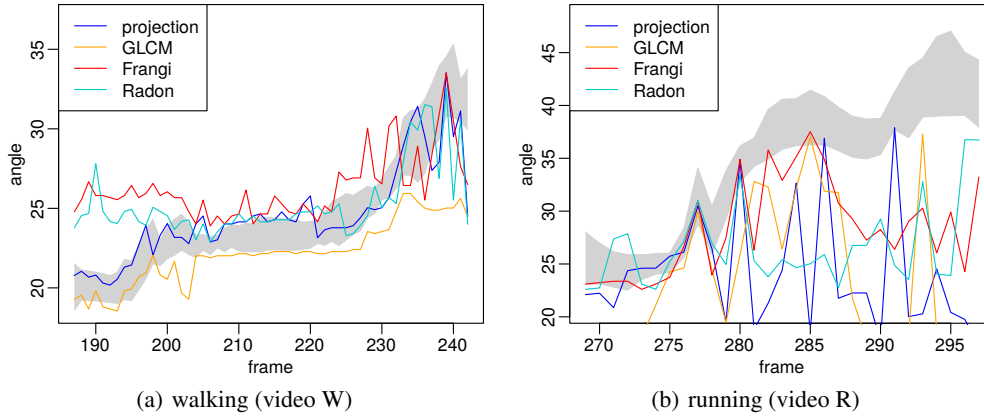 projection
GLCM
Frangi
Radon
angle
35
30
25
20
190 200 210 220 230 240
frame
(a) walking (video W)
projection
GLCM
Frangi
Radon
angle
45
40
35
30
25
20
270 275 280 285 290 295
frame
(b) running (video R)